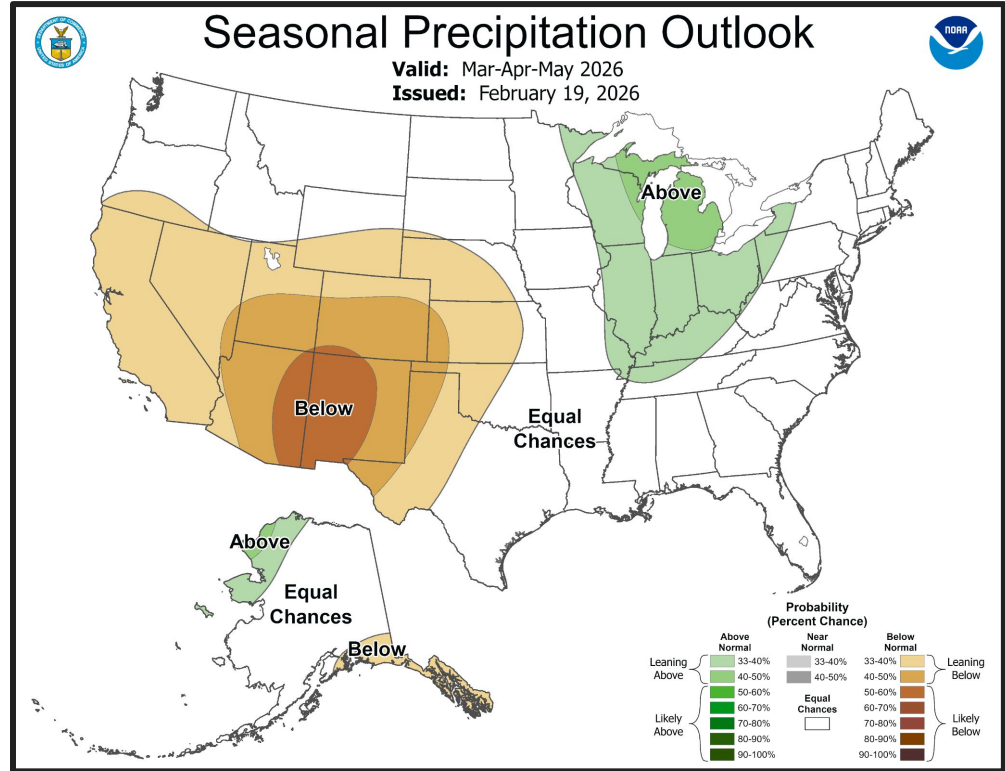 Seasonal Precipitation Outlook
Valid: Mar-Apr-May 2026
Issued: February 19, 2026
NOAA
Above
Below
Equal
Chances
Above
Equal
Chances
Below
Probability
(Percent Chance)
Above
Normal
Near
Normal
Below
Normal
Leaning
Above
33-40%
40-50%
Likely
Above
50-60%
60-70%
70-80%
80-90%
90-100%
33-40%
40-50%
Equal
Chances
33-40%
40-50%
Leaning
Below
50-60%
60-70%
70-80%
80-90%
90-100%
Likely
Below